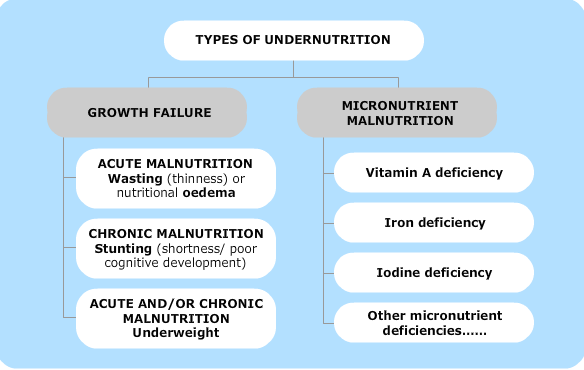 TYPES OF UNDERNUTRITION
GROWTH FAILURE
MICRONUTRIENT
MALNUTRITION
ACUTE MALNUTRITION
Wasting (thinness) or
nutritional oedema
CHRONIC MALNUTRITION
Stunting (shortness/ poor
cognitive development)
ACUTE AND/OR CHRONIC
MALNUTRITION
Underweight
Vitamin A deficiency
Iron deficiency
Iodine deficiency
Other micronutrient
deficiencies......